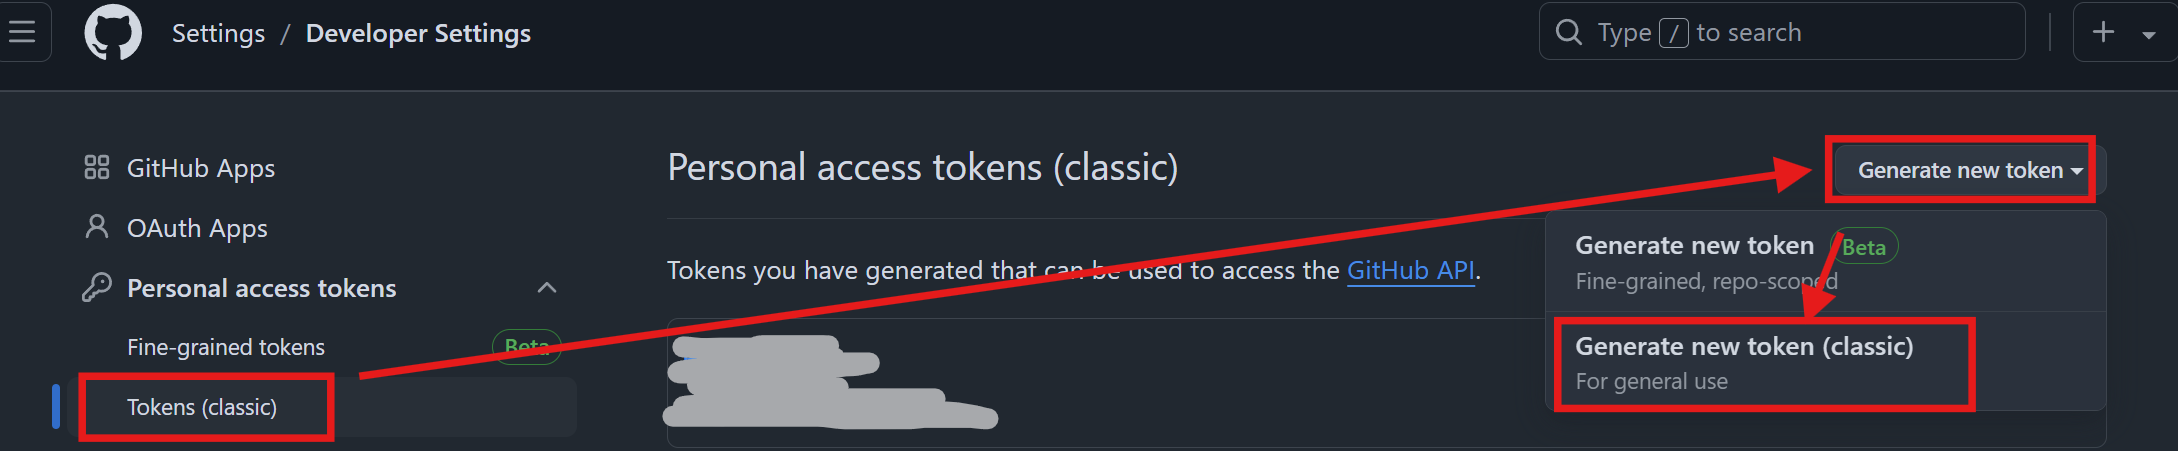 Settings / Developer Settings
Type / to search
GitHub Apps
OAuth Apps
Personal access tokens
Fine-grained tokens Beta
Tokens (classic)
Personal access tokens (classic)
Generate new token
Tokens you have generated that can be used to access the GitHub API.
Generate new token Beta
Fine-grained, repo-scoped
Generate new token (classic)
For general use